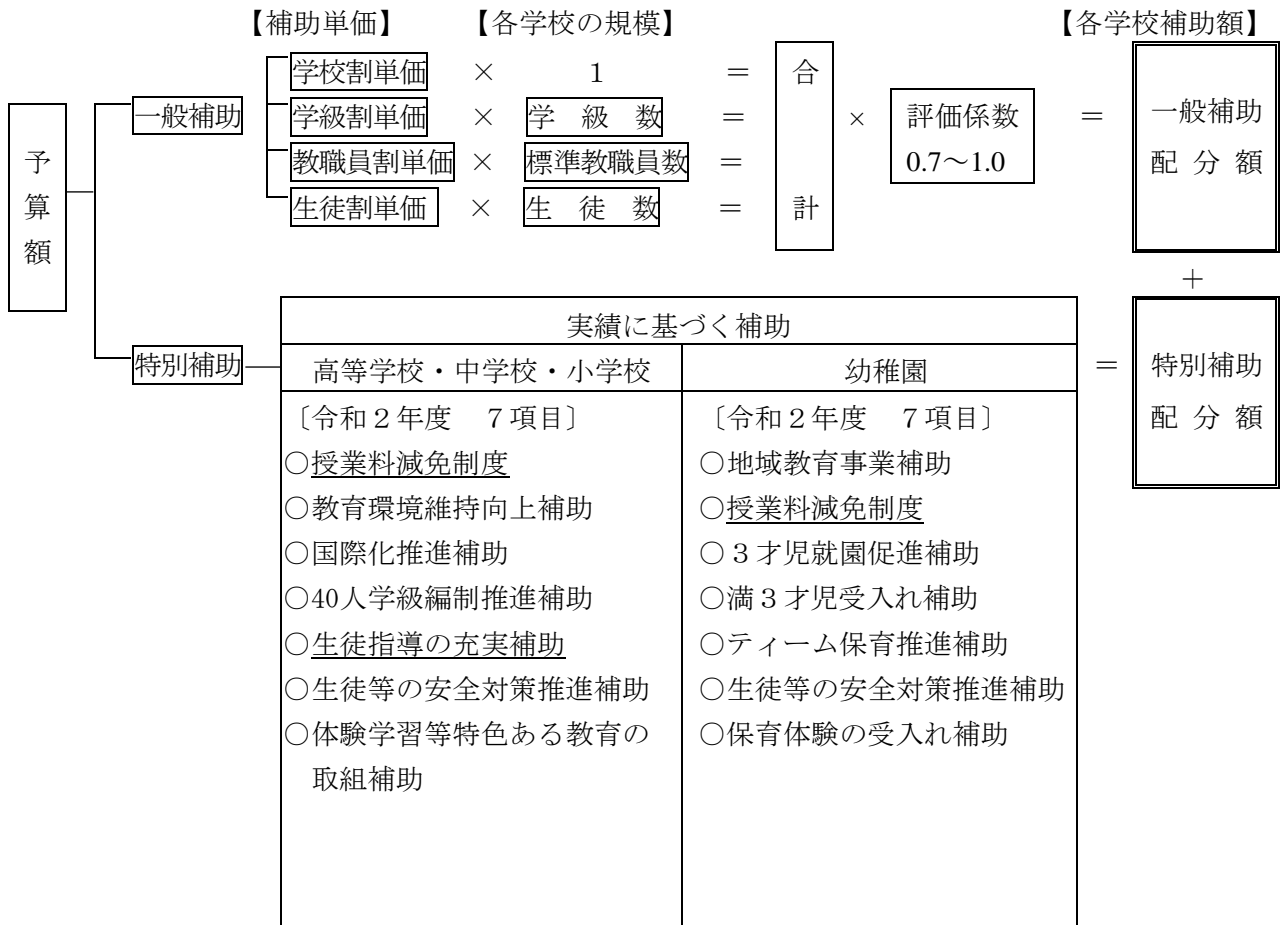 【補助単価】 【各学校の規模】 【各学校補助額】
予算額
一般補助
学校割単価 × 1 =
学級割単価 × 学級数 =
教職員割単価 × 標準教職員数 =
生徒割単価 × 生徒数 =
合計
× 評価係数
0.7~1.0
= 一般補助
配分額
+
特別補助
実績に基づく補助
高等学校・中学校・小学校
〔令和2年度 7項目〕
○授業料減免制度
○教育環境維持向上補助
○国際化推進補助
○40人学級編制推進補助
○生徒指導の充実補助
○生徒等の安全対策推進補助
○体験学習等特色ある教育の
取組補助
幼稚園
〔令和2年度 7項目〕
○地域教育事業補助
○授業料減免制度
○3才児就園促進補助
○満3才児受入れ補助
○ティーム保育推進補助
○生徒等の安全対策推進補助
○保育体験の受入れ補助
= 特別補助
配分額